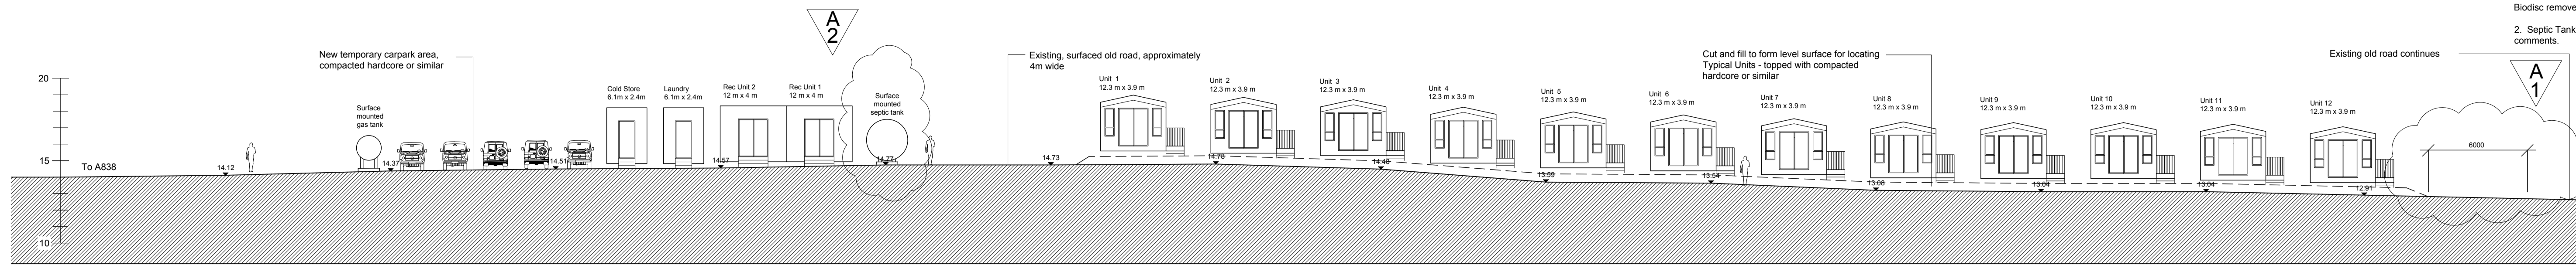 Biodisc remove
2. Septic Tank
comments.
A
2
New temporary carpark area,
compacted hardcore or similar
Existing, surfaced old road, approximately
4m wide
Cut and fill to form level surface for locating
Typical Units - topped with compacted
hardcore or similar
Existing old road continues
A
1
20
15
10
To A838
Surface
mounted
gas tank
Cold Store
6.1m x 2.4m
Laundry
6.1m x 2.4m
Rec Unit 2
12 m x 4 m
Rec Unit 1
12 m x 4 m
Surface
mounted
septic tank
Unit 1
12.3 m x 3.9 m
Unit 2
12.3 m x 3.9 m
Unit 3
12.3 m x 3.9 m
Unit 4
12.3 m x 3.9 m
Unit 5
12.3 m x 3.9 m
Unit 6
12.3 m x 3.9 m
Unit 7
12.3 m x 3.9 m
Unit 8
12.3 m x 3.9 m
Unit 9
12.3 m x 3.9 m
Unit 10
12.3 m x 3.9 m
Unit 11
12.3 m x 3.9 m
Unit 12
12.3 m x 3.9 m
6000
14.12
14.37
14.51
14.57
14.77
14.73
14.78
14.48
13.59
13.54
13.08
13.04
13.04
12.91